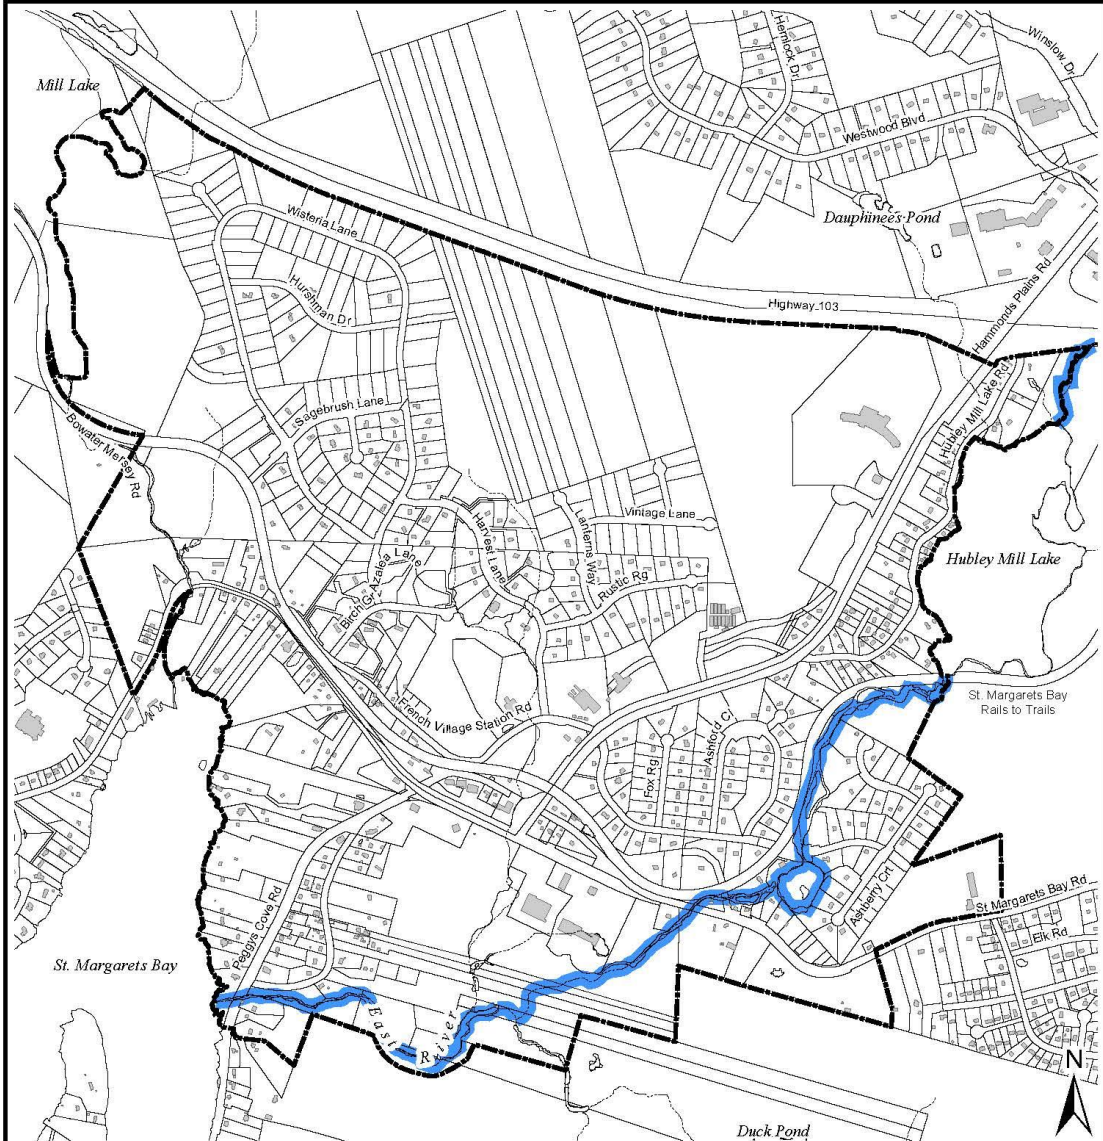 Mill Lake
Hemlock Dr
Winslow Dr
Westwood Blvd
Dauphinee's Pond
Wisteria Lane
Hurshman Dr
Highway 103
Hammonds Plains Rd
Hubley Mill Lake Rd
Sagebrush Lane
Bowater Mersey Rd
Vintage Lane
Harvest Lane
Lanterns Way
Azalea Lane
Birch Gr
Rustic Rg
Hubley Mill Lake
St. Margarets Bay
Rails to Trails
French Village Station Rd
Ashford Cl
Fox Rg
Ashbery Crt
St Margarets Bay Rd
Elk Rd
Peggys Cove Rd
St. Margarets Bay
East River
N
Duck Pond